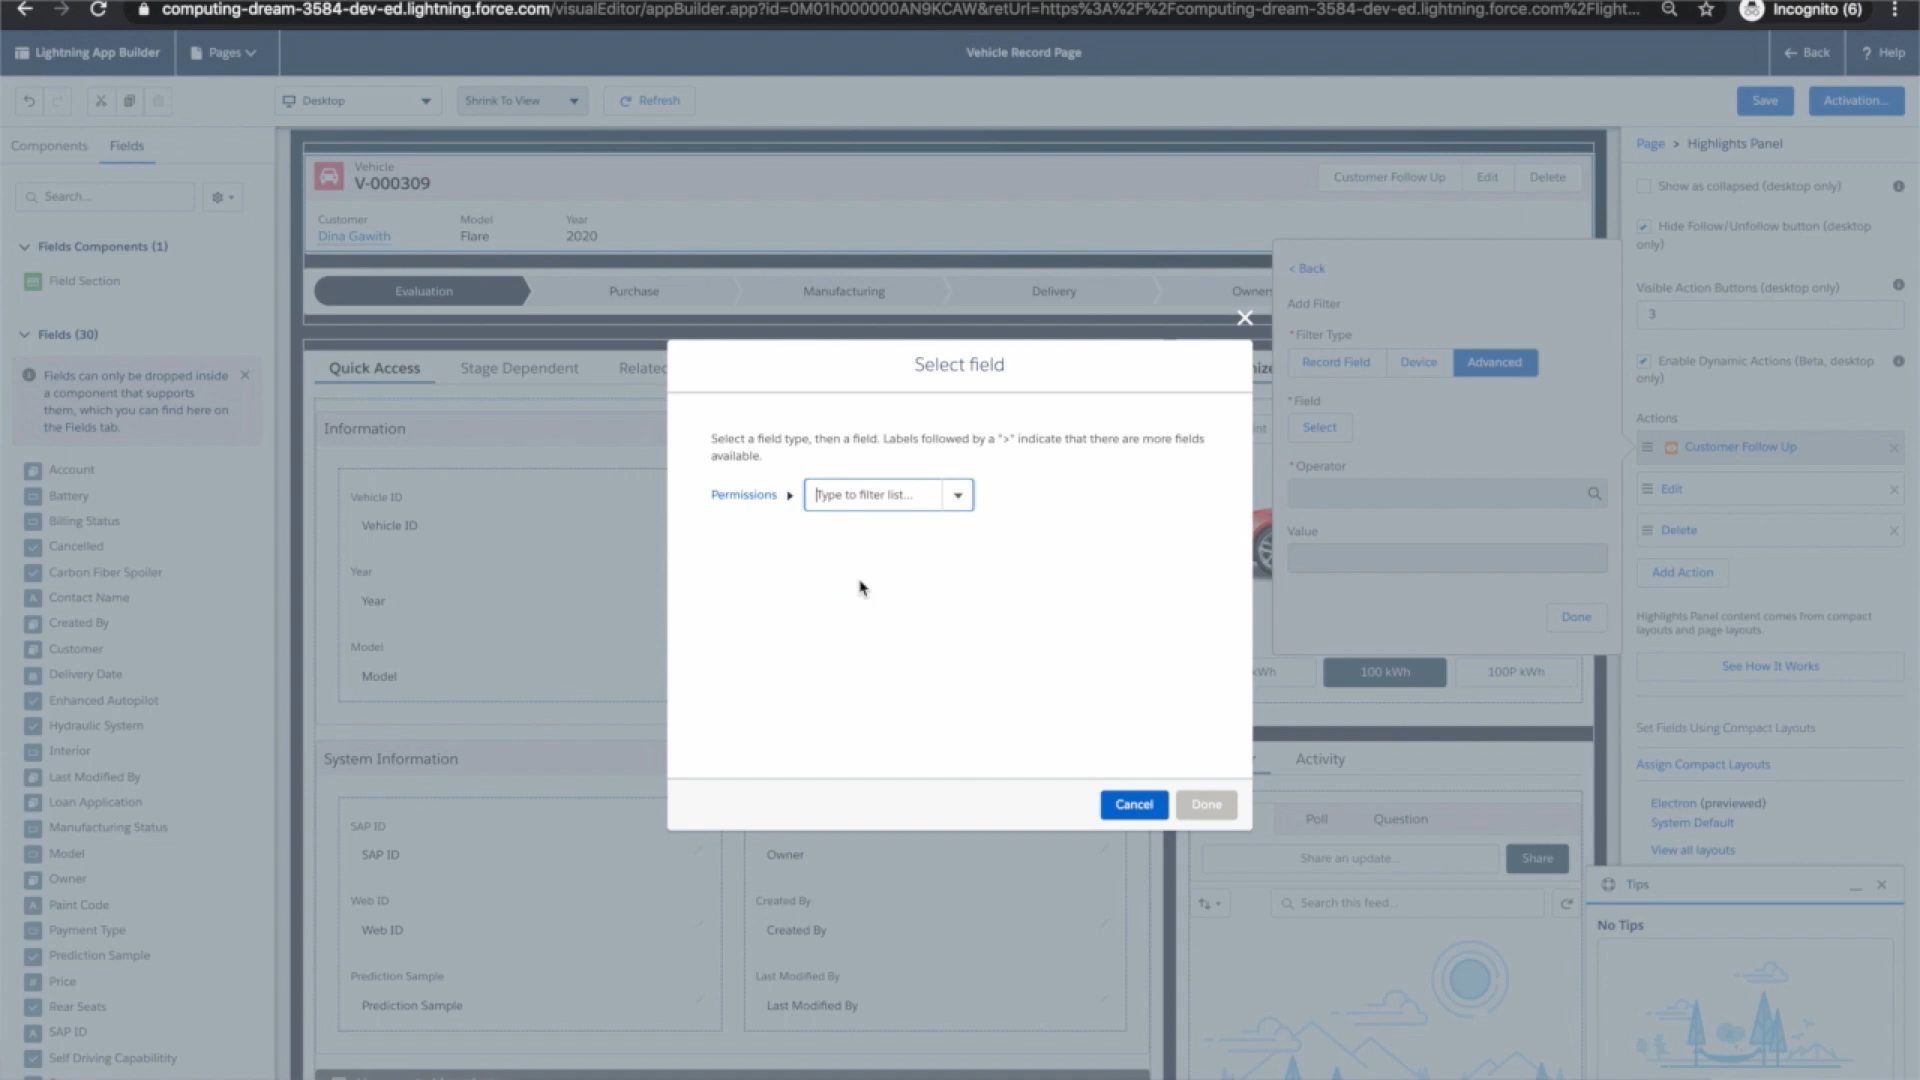 computing-dream-3584-dev-ed.lightning.force.com/visualEditor/appBuilder.app?id=0M01h000000AN9KCAW&retUrl=https%3A%2F%2Fcomputing-dream-3584-dev-ed.lightning.force.com%2Flight...
Incognito (6)
Lightning App Builder
Pages
Vehicle Record Page
Back
? Help
Desktop
Shrink To View
Refresh
Save
Activation...
Components
Fields
Search...
Fields Components (1)
Field Section
Fields (30)
Fields can only be dropped inside
a component that supports
them, which you can find here on
the Fields tab.
Account
Battery
Billing Status
Cancelled
Carbon Fiber Spoiler
Contact Name
Created By
Customer
Delivery Date
Enhanced Autopilot
Hydraulic System
Interior
Last Modified By
Loan Application
Manufacturing Status
Model
Owner
Paint Code
Payment Type
Prediction Sample
Price
Rear Seats
SAP ID
Self Driving Capabilitity
Vehicle
V-000309
Customer Follow Up
Edit
Delete
Customer
Model
Year
Dina Gawith
Flare
2020
Evaluation
Purchase
Manufacturing
Delivery
Owners
Quick Access
Stage Dependent
Related
Information
Vehicle ID
Vehicle ID
Year
Year
Model
Model
System Information
SAP ID
SAP ID
Web ID
Web ID
Prediction Sample
Prediction Sample
Owner
Created By
Created By
Last Modified By
Last Modified By
Select field
Select a field type, then a field. Labels followed by a ">" indicate that there are more fields
available.
Permissions
Type to filter list...
Cancel
Done
kWh
100 kWh
100P kWh
Activity
Poll
Question
Share an update...
Share
Search this feed...
< Back
Add Filter
*Filter Type
Record Field
Device
Advanced
*Field
Select
*Operator
Value
Done
Page > Highlights Panel
Show as collapsed (desktop only)
Hide Follow/Unfollow button (desktop
only)
Visible Action Buttons (desktop only)
3
Enable Dynamic Actions (Beta, desktop
only)
Actions
Customer Follow Up
Edit
Delete
Add Action
Highlights Panel content comes from compact
layouts and page layouts.
See How It Works
Set Fields Using Compact Layouts
Assign Compact Layouts
Electron (previewed)
System Default
View all layouts
Tips
No Tips